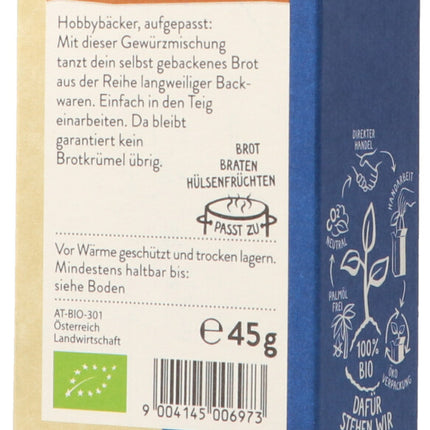 Hobbybäcker, aufgepasst:
Mit dieser Gewürzmischung
tanzt dein selbst gebackenes Brot
aus der Reihe langweiliger Back-
waren. Einfach in den Teig
einarbeiten. Da bleibt
garantiert kein
Brotkrümel übrig.
BROT
BRATEN
HÜLSENFRÜCHTEN
PASST ZU
Vor Wärme geschützt und trocken lagern.
Mindestens haltbar bis:
siehe Boden
AT-BIO-301
Österreich
Landwirtschaft
℮ 45g
9 004145 006973
DIREKTER
HANDEL
HANDARBEIT
O2
NEUTRAL
PALMÖL
FREI
100%
BIO
ÖKO
VERPACKUNG
DAFÜR
STEHEN WIR